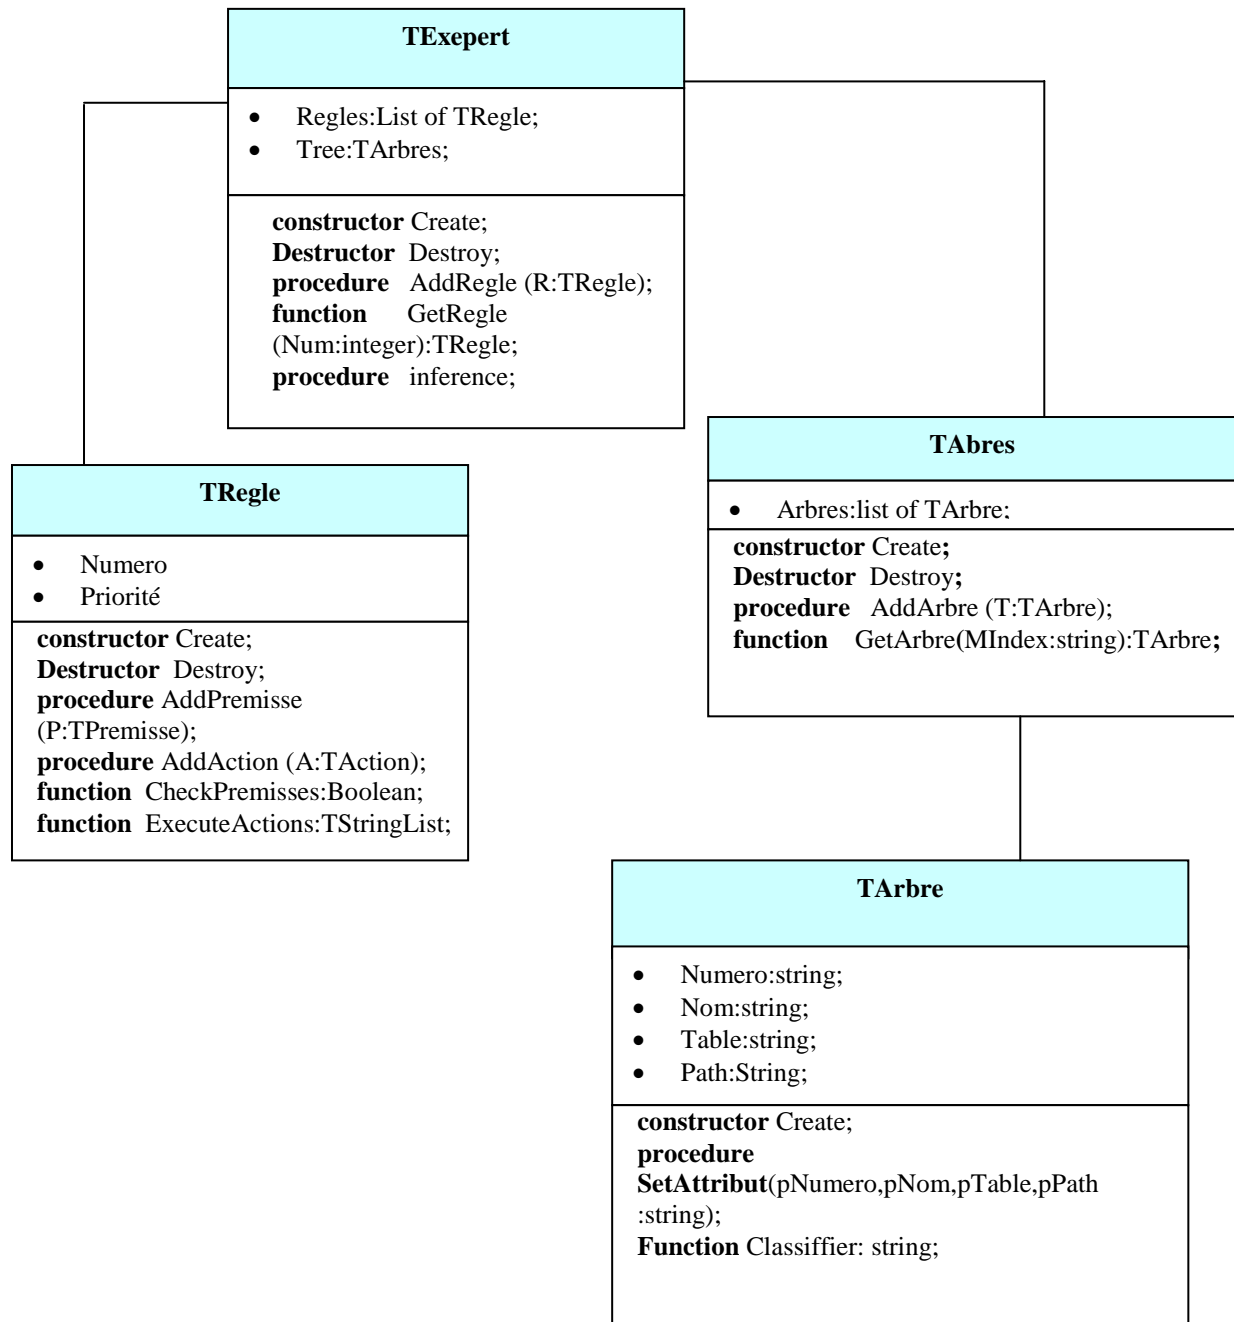 TExepert
• Regles:List of TRegle;
• Tree:TArbres;
constructor Create;
Destructor Destroy;
procedure AddRegle (R:TRegle);
function GetRegle
(Num:integer):TRegle;
procedure inference;
TRegle
• Numero
• Priorité
constructor Create;
Destructor Destroy;
procedure AddPremisse
(P:TPremisse);
procedure AddAction (A:TAction);
function CheckPremisses:Boolean;
function ExecuteActions:TStringList;
TAbres
• Arbres:list of TArbre;
constructor Create;
Destructor Destroy;
procedure AddArbre (T:TArbre);
function GetArbre(MIndex:string):TArbre;
TArbre
• Numero:string;
• Nom:string;
• Table:string;
• Path:String;
constructor Create;
procedure
SetAttribut(pNumero,pNom,pTable,pPath
:string);
Function Classiffier: string;